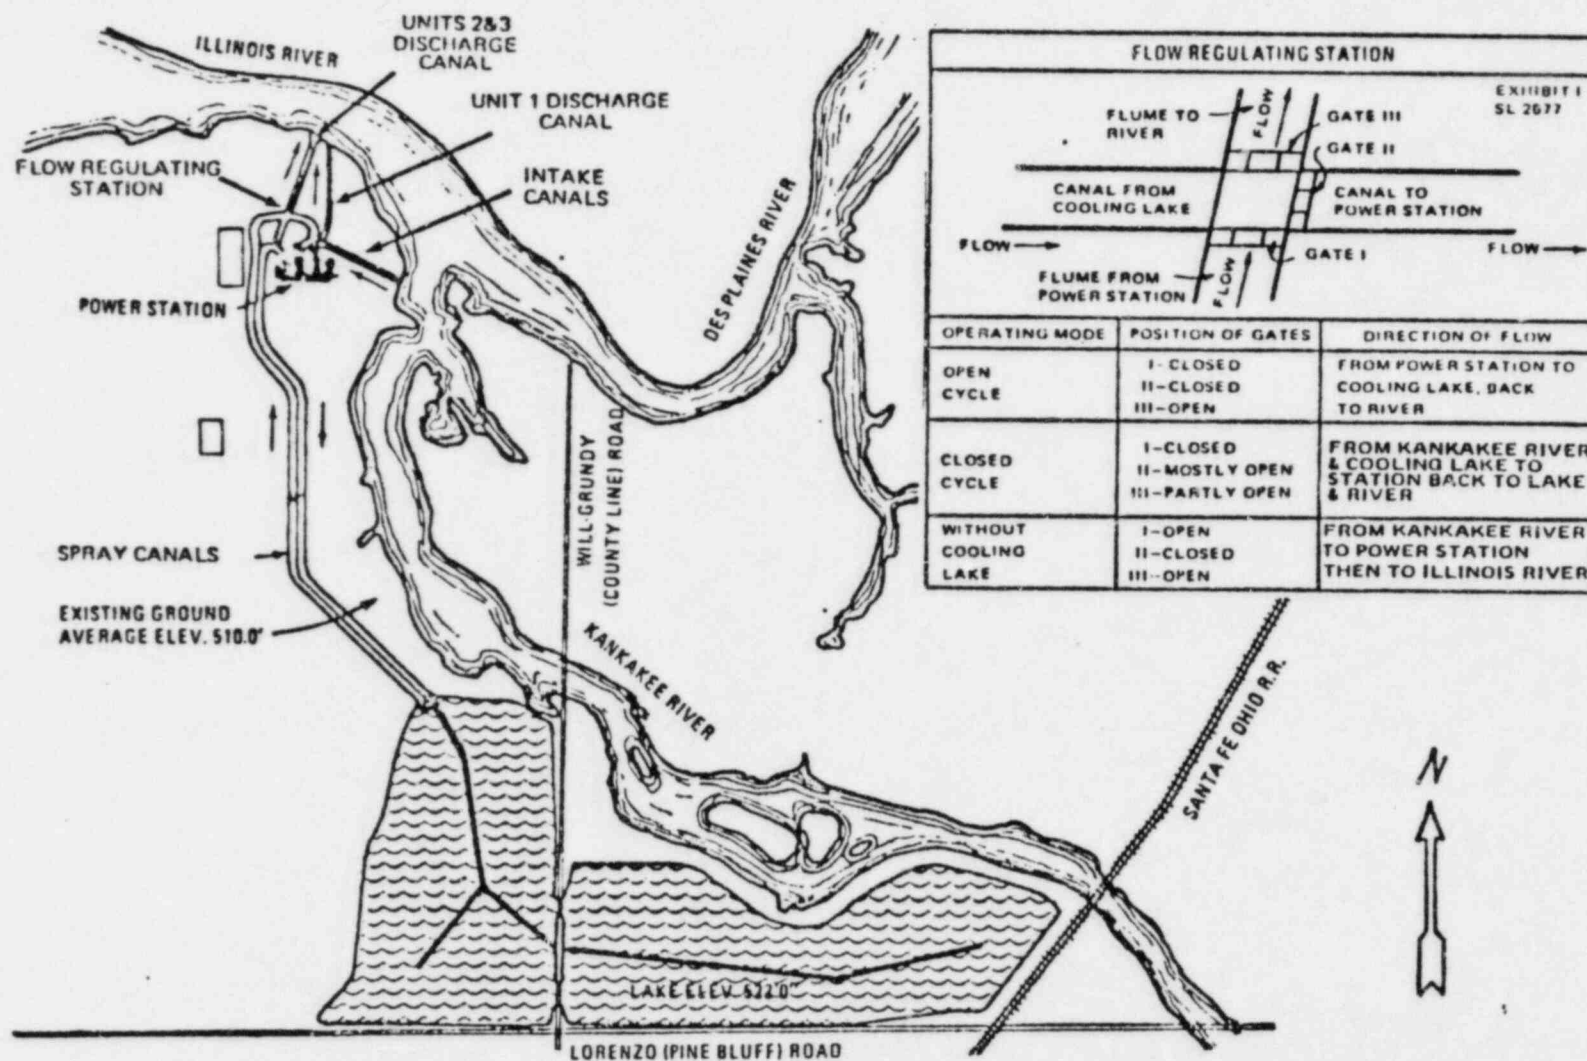 UNITS 2&3
DISCHARGE
CANAL
ILLINOIS RIVER
UNIT 1 DISCHARGE
CANAL
FLOW REGULATING
STATION
INTAKE
CANALS
POWER STATION
DESPLAINES RIVER
WILL-GRUNDY
(COUNTY LINE) ROAD
SPRAY CANALS
EXISTING GROUND
AVERAGE ELEV. 510.0'
KANKAKEE RIVER
SANTA FE OHIO R.R.
N
LAKE ELEV. 522.0'
LORENZO (PINE BLUFF) ROAD
FLOW REGULATING STATION
EXHIBIT I
SL 2677
FLUME TO
RIVER
FLOW
GATE III
GATE II
CANAL FROM
COOLING LAKE
CANAL TO
POWER STATION
FLOW
FLOW
GATE I
FLUME FROM
POWER STATION
FLOW
OPERATING MODE POSITION OF GATES DIRECTION OF FLOW
OPEN
CYCLE
I-CLOSED
II-CLOSED
III-OPEN
FROM POWER STATION TO
COOLING LAKE, BACK
TO RIVER
CLOSED
CYCLE
I-CLOSED
II-MOSTLY OPEN
III-PARTLY OPEN
FROM KANKAKEE RIVER
& COOLING LAKE TO
STATION BACK TO LAKE
& RIVER
WITHOUT
COOLING
LAKE
I-OPEN
II-CLOSED
III-OPEN
FROM KANKAKEE RIVER
TO POWER STATION
THEN TO ILLINOIS RIVER